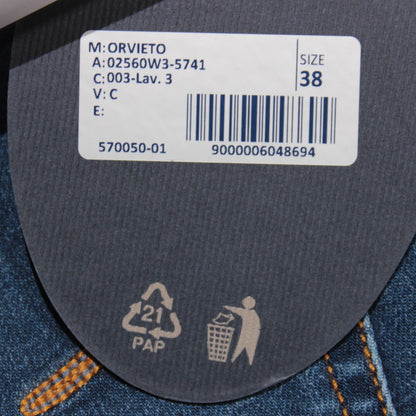 M: ORVIETO
A: 02560W3-5741
C: 003-Lav. 3
V: C
E:
SIZE
38
570050-01
9000006048694
21
PAP